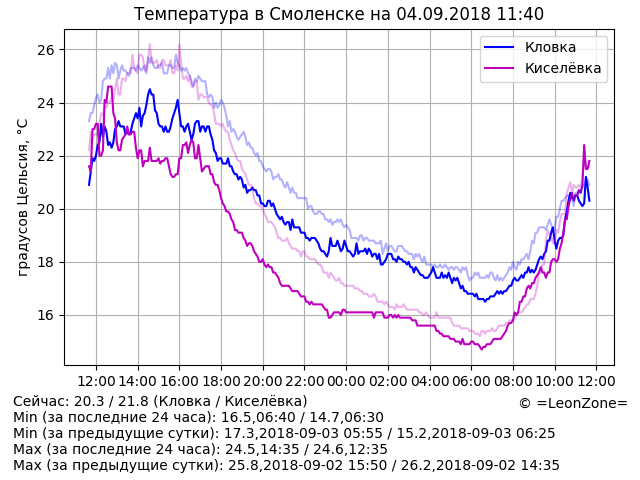 Температура в Смоленске на 04.09.2018 11:40
26
24
22
20
18
16
градусов Цельсия, °C
Кловка
Киселёвка
12:00 14:00 16:00 18:00 20:00 22:00 00:00 02:00 04:00 06:00 08:00 10:00 12:00
Сейчас: 20.3 / 21.8 (Кловка / Киселёвка)
© =LeonZone=
Min (за последние 24 часа): 16.5,06:40 / 14.7,06:30
Min (за предыдущие сутки): 17.3,2018-09-03 05:55 / 15.2,2018-09-03 06:25
Max (за последние 24 часа): 24.5,14:35 / 24.6,12:35
Max (за предыдущие сутки): 25.8,2018-09-02 15:50 / 26.2,2018-09-02 14:35